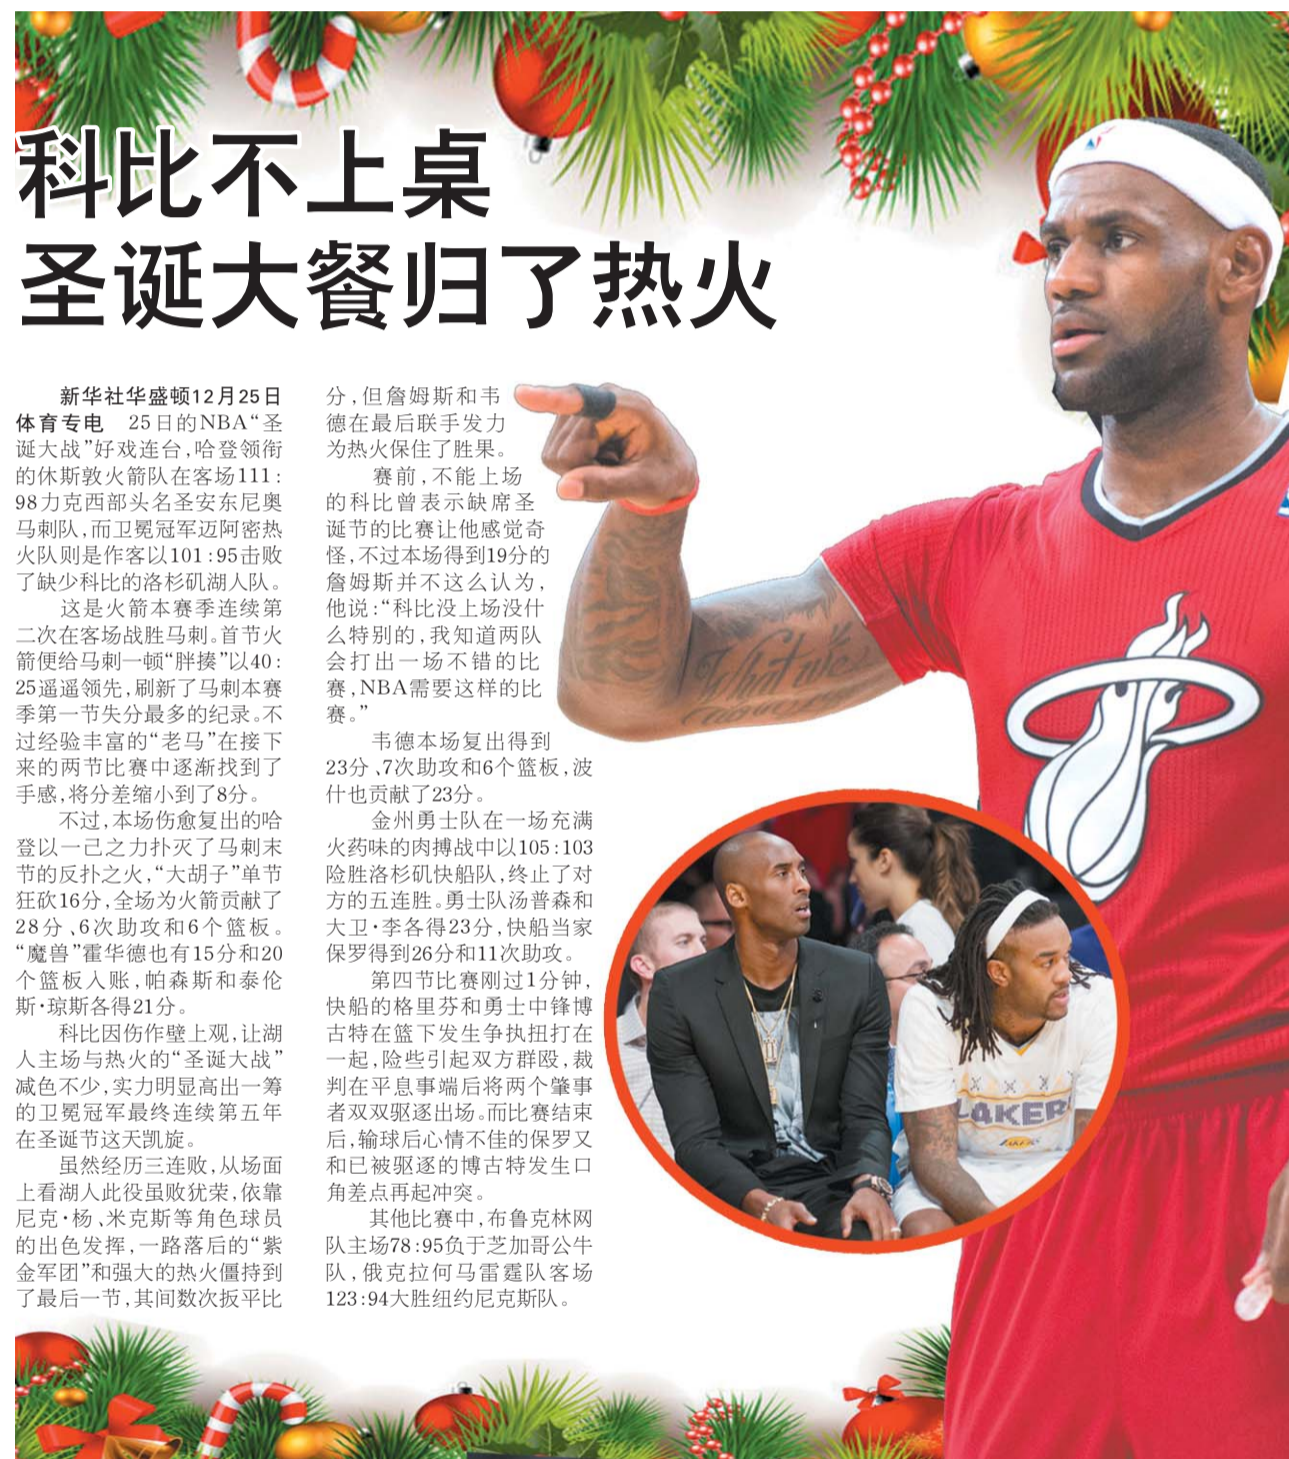 科比不上桌
圣诞大餐归了热火
新华社华盛顿12月25日
体育专电 25日的NBA“圣
诞大战”好戏连台,哈登领衔
的休斯敦火箭队在客场111:
98力克西部头名圣安东尼奥
马刺队,而卫冕冠军迈阿密热
火队则是作客以101:95击败
了缺少科比的洛杉矶湖人队。
这是火箭本赛季连续第
二次在客场战胜马刺。首节火
箭便给马刺一顿“胖揍”以40:
25遥遥领先,刷新了马刺本赛
季第一节失分最多的纪录。不
过经验丰富的“老马”在接下
来的两节比赛中逐渐找到了
手感,将分差缩小到了8分。
不过,本场伤愈复出的哈
登以一己之力扑灭了马刺末
节的反扑之火,“大胡子”单节
狂砍16分,全场为火箭贡献了
28分、6次助攻和6个篮板。
“魔兽”霍华德也有15分和20
个篮板入账,帕森斯和泰伦
斯·琼斯各得21分。
科比因伤作壁上观,让湖
人主场与热火的“圣诞大战”
减色不少,实力明显高出一筹
的卫冕冠军最终连续第五年
在圣诞节这天凯旋。
虽然经历三连败,从场面
上看湖人此役虽败犹荣,依靠
尼克·杨、米克斯等角色球员
的出色发挥,一路落后的“紫
金军团”和强大的热火僵持到
了最后一节,其间数次扳平比
分,但詹姆斯和韦
德在最后联手发力
为热火保住了胜果。
赛前,不能上场
的科比曾表示缺席圣
诞节的比赛让他感觉奇
怪,不过本场得到19分的
詹姆斯并不这么认为,
他说:“科比没上场没什
么特别的,我知道两队
会打出一场不错的比
赛,NBA需要这样的比
赛。”
韦德本场复出得到
23分、7次助攻和6个篮板,波
什也贡献了23分。
金州勇士队在一场充满
火药味的肉搏战中以105:103
险胜洛杉矶快船队,终止了对
方的五连胜。勇士队汤普森和
大卫·李各得23分,快船当家
保罗得到26分和11次助攻。
第四节比赛刚过1分钟,
快船的格里芬和勇士中锋博
古特在篮下发生争执扭打在
一起,险些引起双方群殴,裁
判在平息事端后将两个肇事
者双双驱逐出场。而比赛结束
后,输球后心情不佳的保罗又
和已被驱逐的博古特发生口
角差点再起冲突。
其他比赛中,布鲁克林网
队主场78:95负于芝加哥公牛
队,俄克拉何马雷霆队客场
123:94大胜纽约尼克斯队。
What we
LAKER